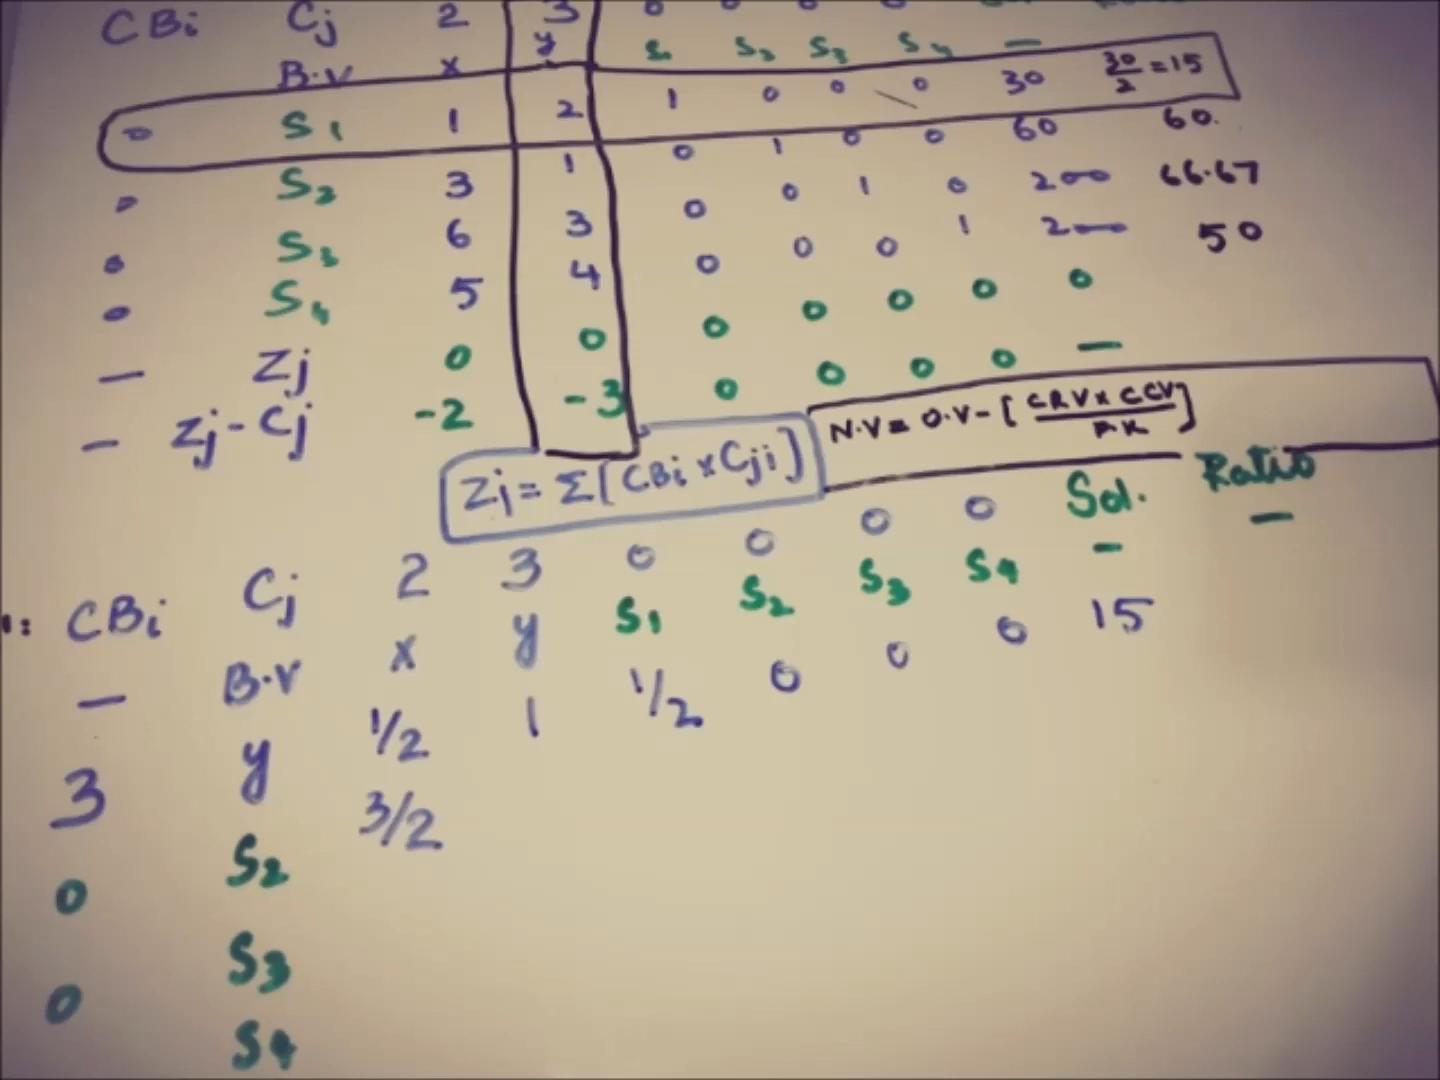 CBi Cj 2 3 0 0 0 0
B.V x y S1 S2 S3 S4 —
0 S1 1 2 1 0 0 0 30 30/2 = 15
0 S2 3 1 0 1 0 0 60 60.
0 S3 6 3 0 0 1 0 200 66.67
0 S4 5 4 0 0 0 1 200 50
— Zj 0 0 0 0 0 0 0
— Zj-Cj -2 -3 0 0 0 0 —
Zj = Σ[CBi x Cji]
N.V = O.V - [CRV x CCV]
1: CBi Cj 2 3 0 0 0 0 Sol. Ratio
— B.V x y S1 S2 S3 S4 — —
3 y 1/2 1 1/2 0 0 0 15
0 S2 3/2
0 S3
S4